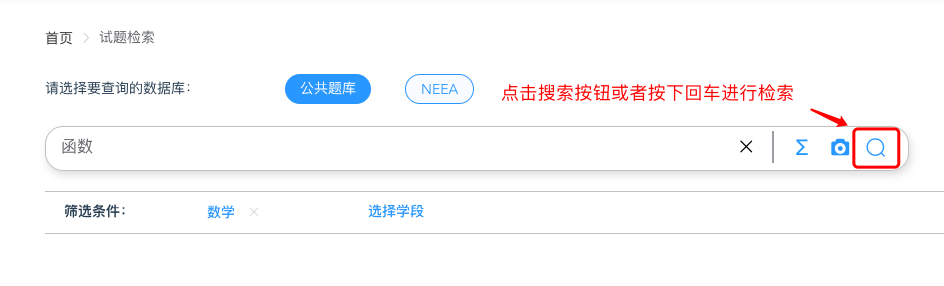 首页 > 试题检索
请选择要查询的数据库：
公共题库
NEEA
点击搜索按钮或者按下回车进行检索
函数
Σ
筛选条件：
数学 ×
选择学段